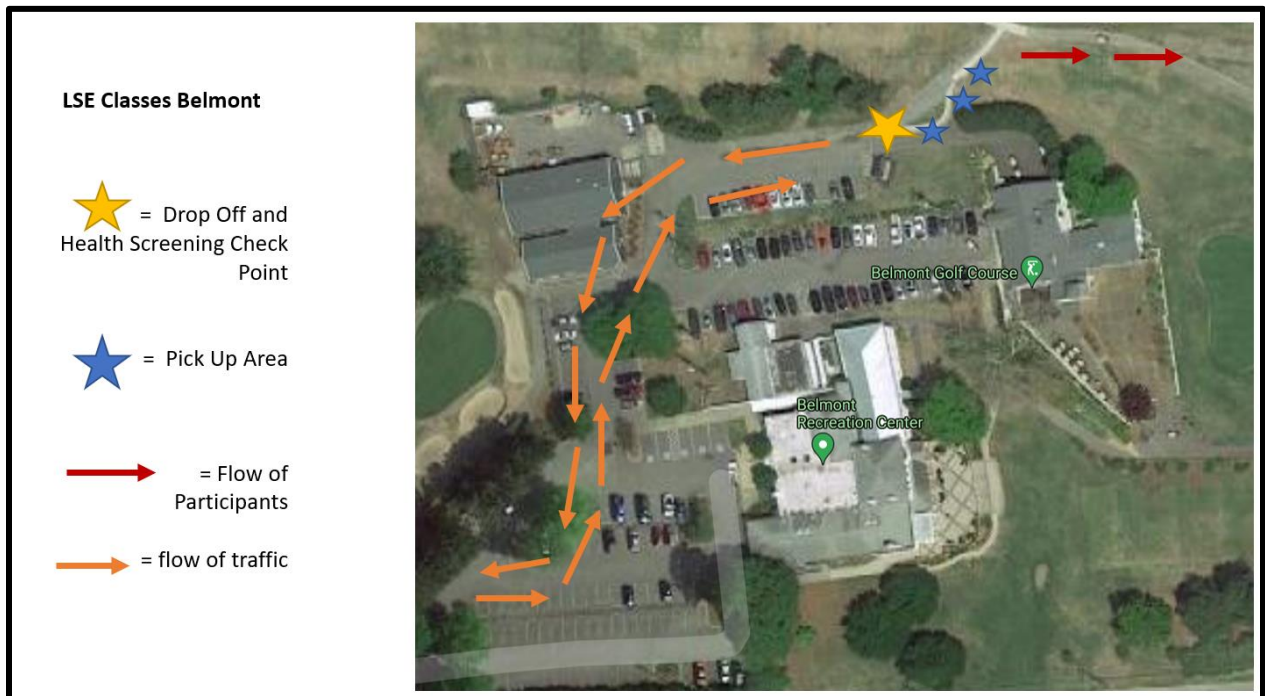 LSE Classes Belmont
= Drop Off and
Health Screening Check
Point
= Pick Up Area
= Flow of
Participants
= flow of traffic
Belmont Golf Course
Belmont
Recreation Center